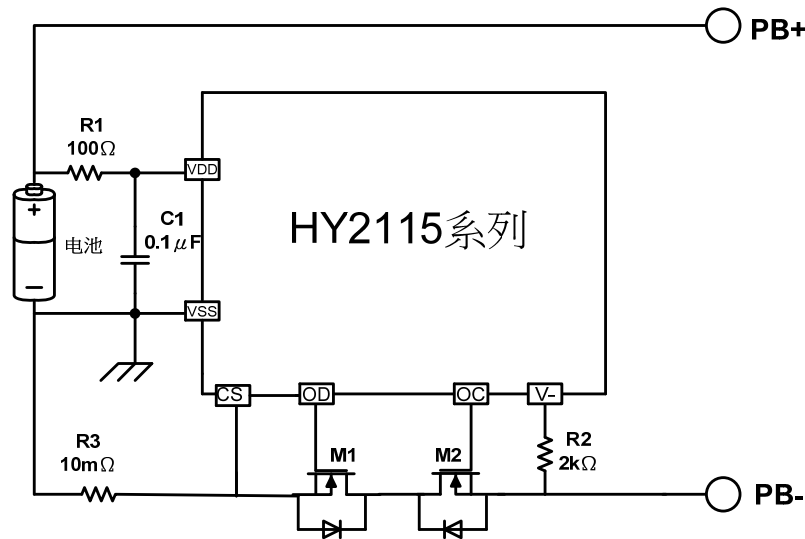 PB+
R1
100Ω
VDD
+
C1
0.1μF
电池
HY2115系列
−
VSS
CS
OD
OC
V-
R3
10mΩ
M1
M2
R2
2kΩ
PB-